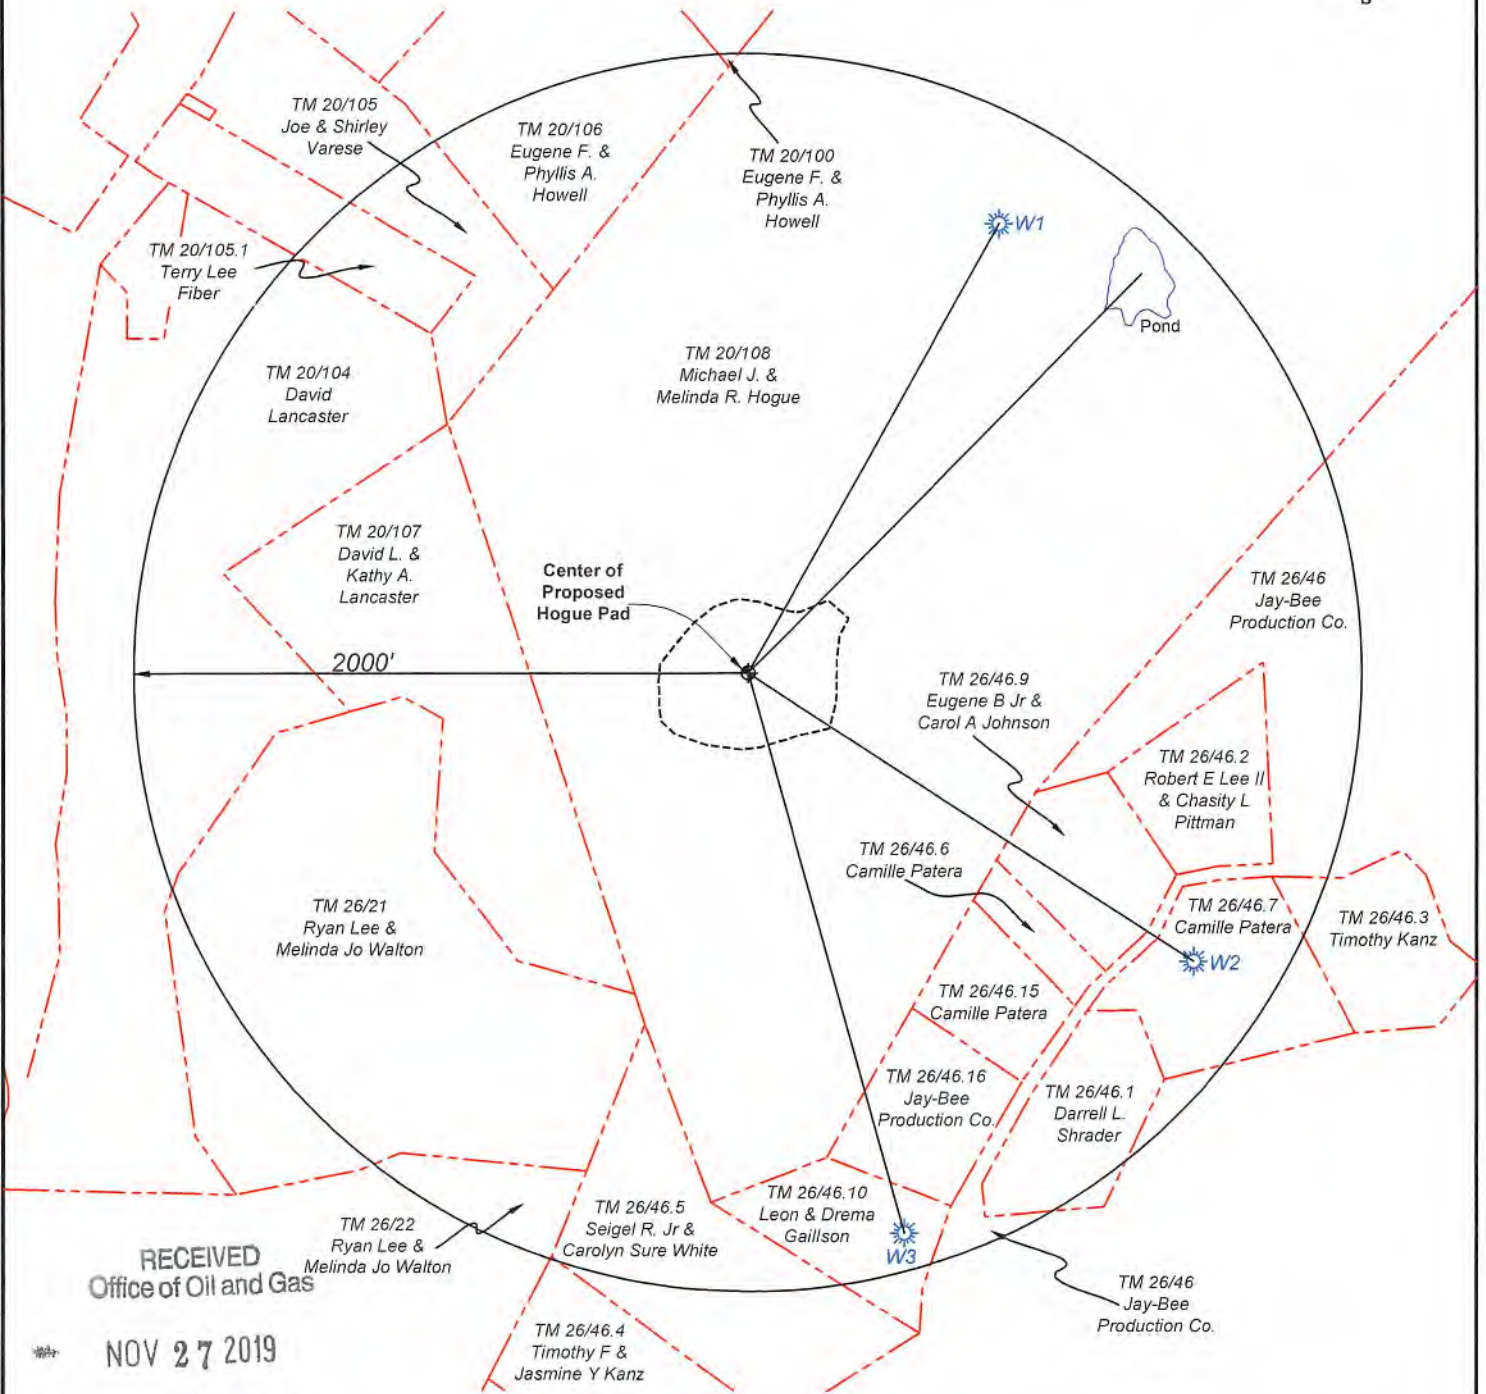 TM 20/105
Joe & Shirley
Varese
TM 20/106
Eugene F. &
Phyllis A.
Howell
TM 20/100
Eugene F. &
Phyllis A.
Howell
W1
TM 20/105.1
Terry Lee
Fiber
Pond
TM 20/104
David
Lancaster
TM 20/108
Michael J. &
Melinda R. Hogue
TM 20/107
David L. &
Kathy A.
Lancaster
Center of
Proposed
Hogue Pad
TM 26/46
Jay-Bee
Production Co.
2000'
TM 26/46.9
Eugene B Jr &
Carol A Johnson
TM 26/46.2
Robert E Lee II
& Chasity L
Pittman
TM 26/46.6
Camille Patera
TM 26/21
Ryan Lee &
Melinda Jo Walton
TM 26/46.7
Camille Patera
TM 26/46.3
Timothy Kanz
W2
TM 26/46.15
Camille Patera
TM 26/46.16
Jay-Bee
Production Co.
TM 26/46.1
Darrell L.
Shrader
TM 26/46.10
Leon & Drema
Gaillson
W3
TM 26/46.5
Seigel R. Jr &
Carolyn Sure White
TM 26/22
Ryan Lee &
Melinda Jo Walton
TM 26/46
Jay-Bee
Production Co.
TM 26/46.4
Timothy F &
Jasmine Y Kanz
RECEIVED
Office of Oil and Gas
NOV 27 2019